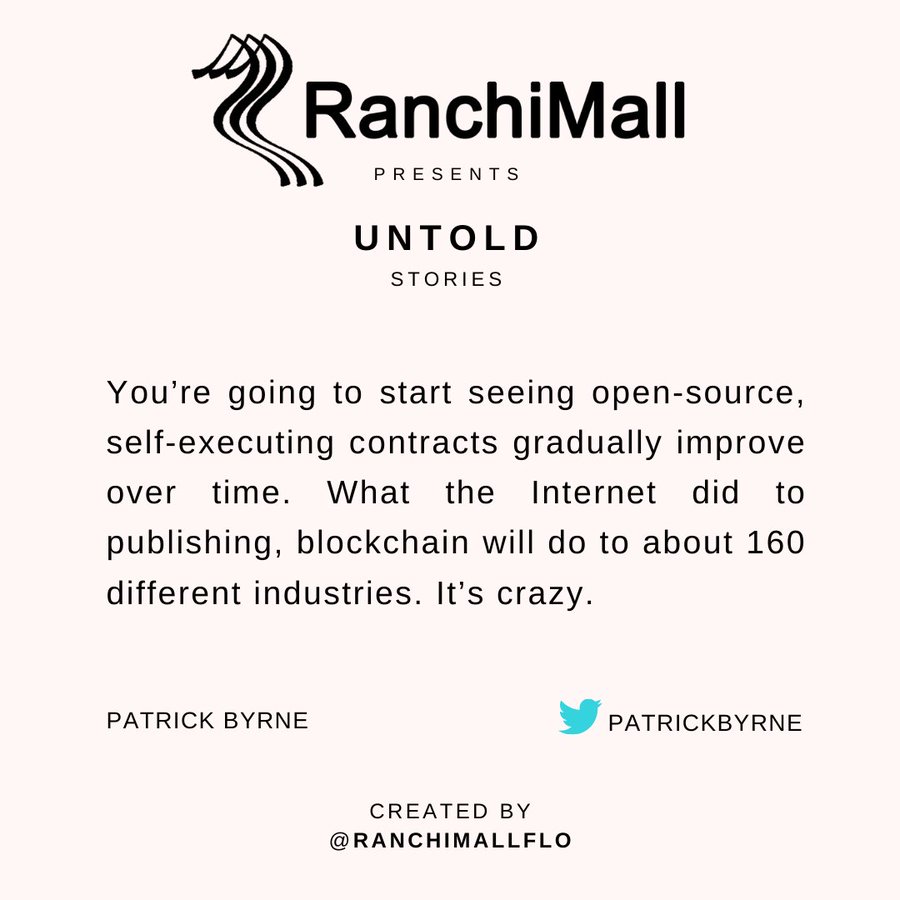 RanchiMall
PRESENTS
UNTOLD
STORIES
You’re going to start seeing open-source,
self-executing contracts gradually improve
over time. What the Internet did to
publishing, blockchain will do to about 160
different industries. It’s crazy.
PATRICK BYRNE
PATRICKBYRNE
CREATED BY
@RANCHIMALLFLO